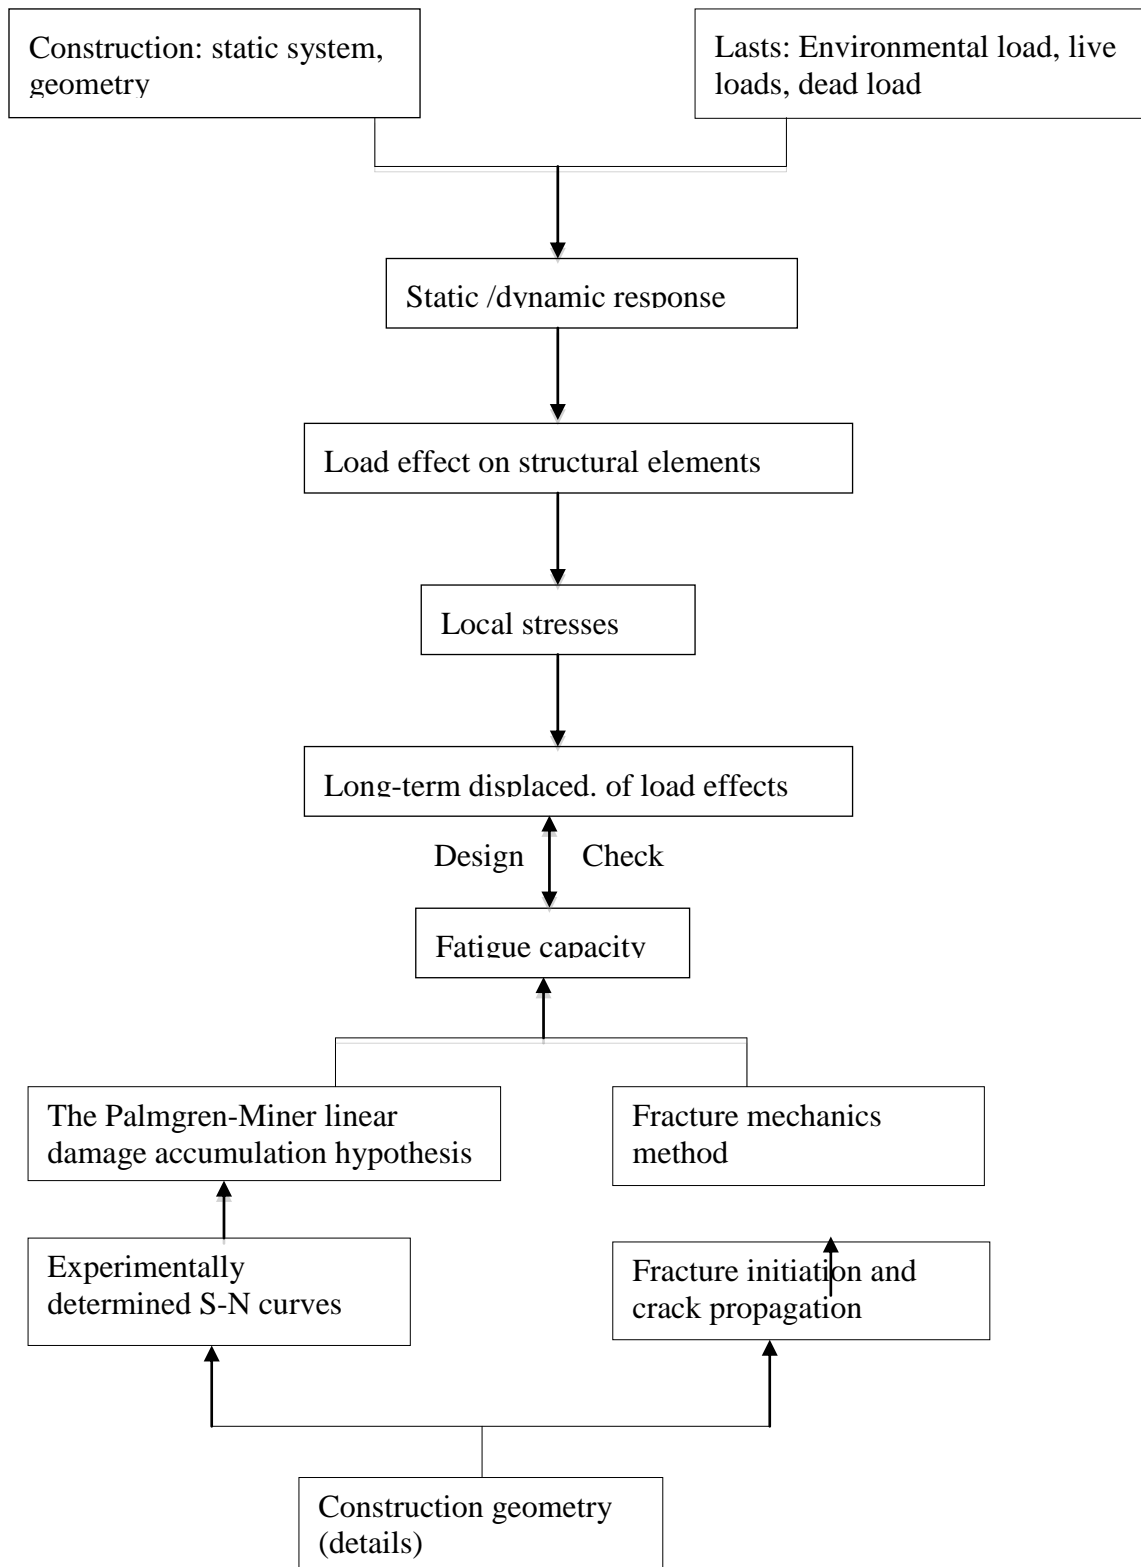 Construction: static system,
geometry
Lasts: Environmental load, live
loads, dead load
Static /dynamic response
Load effect on structural elements
Local stresses
Long-term displaced. of load effects
Design
Check
Fatigue capacity
The Palmgren-Miner linear
damage accumulation hypothesis
Fracture mechanics
method
Experimentally
determined S-N curves
Fracture initiation and
crack propagation
Construction geometry
(details)